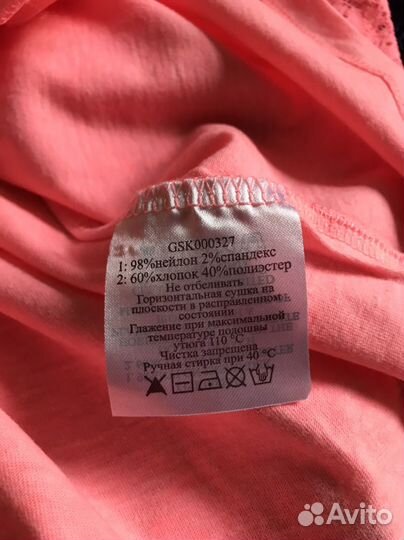 GSK000327
1: 98%нейлон 2%спандекс
2: 60%хлопок 40%полиэстер
Не отбеливать
Горизонтальная сушка на
плоскости в расправленном
состоянии
Глажение при максимальной
температуре подошвы
утюга 110 °C
Чистка запрещена
Ручная стирка при 40 °C
Avito